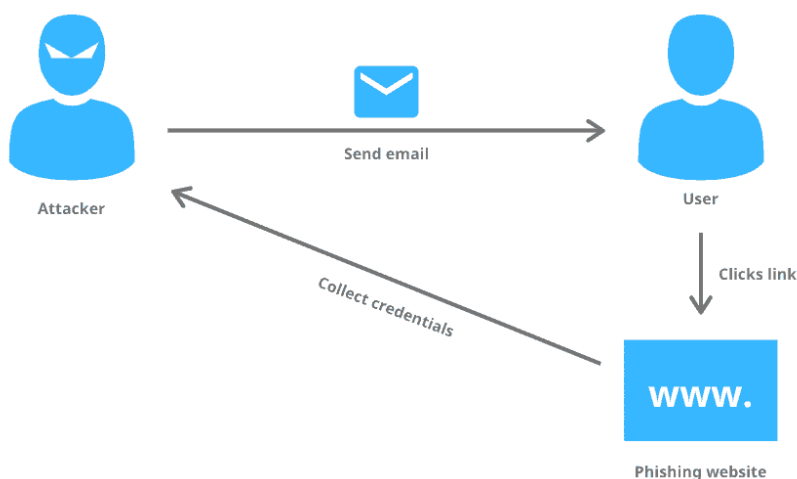 Send email
Attacker
User
Clicks link
Collect credentials
www.
Phishing website